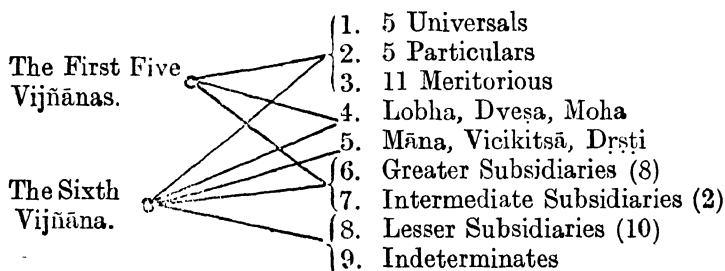 1. 5 Universals
2. 5 Particulars
The First Five
3. 11 Meritorious
Vijñānas.
4. Lobha, Dveṣa, Moha
5. Māna, Vicikitsā, Dṛṣṭi
6. Greater Subsidiaries (8)
The Sixth
7. Intermediate Subsidiaries (2)
Vijñāna.
8. Lesser Subsidiaries (10)
9. Indeterminates